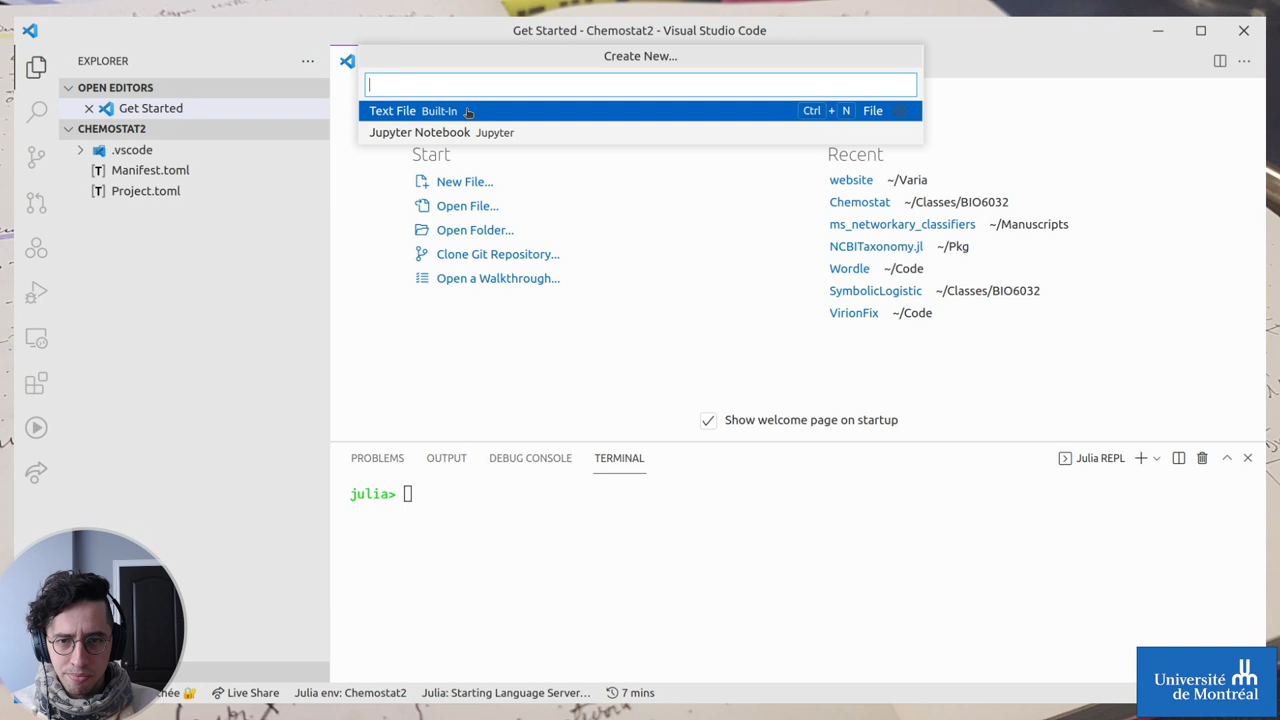 Get Started - Chemostat2 - Visual Studio Code
EXPLORER
Create New...
OPEN EDITORS
Get Started
Text File Built-In
Ctrl + N File
CHEMOSTAT2
Jupyter Notebook Jupyter
.vscode
Manifest.toml
Project.toml
Start
New File...
Open File...
Open Folder...
Clone Git Repository...
Open a Walkthrough...
Recent
website ~/Varia
Chemostat ~/Classes/BIO6032
ms_networkary_classifiers ~/Manuscripts
NCBITaxonomy.jl ~/Pkg
Wordle ~/Code
SymbolicLogistic ~/Classes/BIO6032
VirionFix ~/Code
Show welcome page on startup
PROBLEMS OUTPUT DEBUG CONSOLE TERMINAL
Julia REPL
julia>
Live Share Julia env: Chemostat2 Julia: Starting Language Server... 7 mins
Université
de Montréal